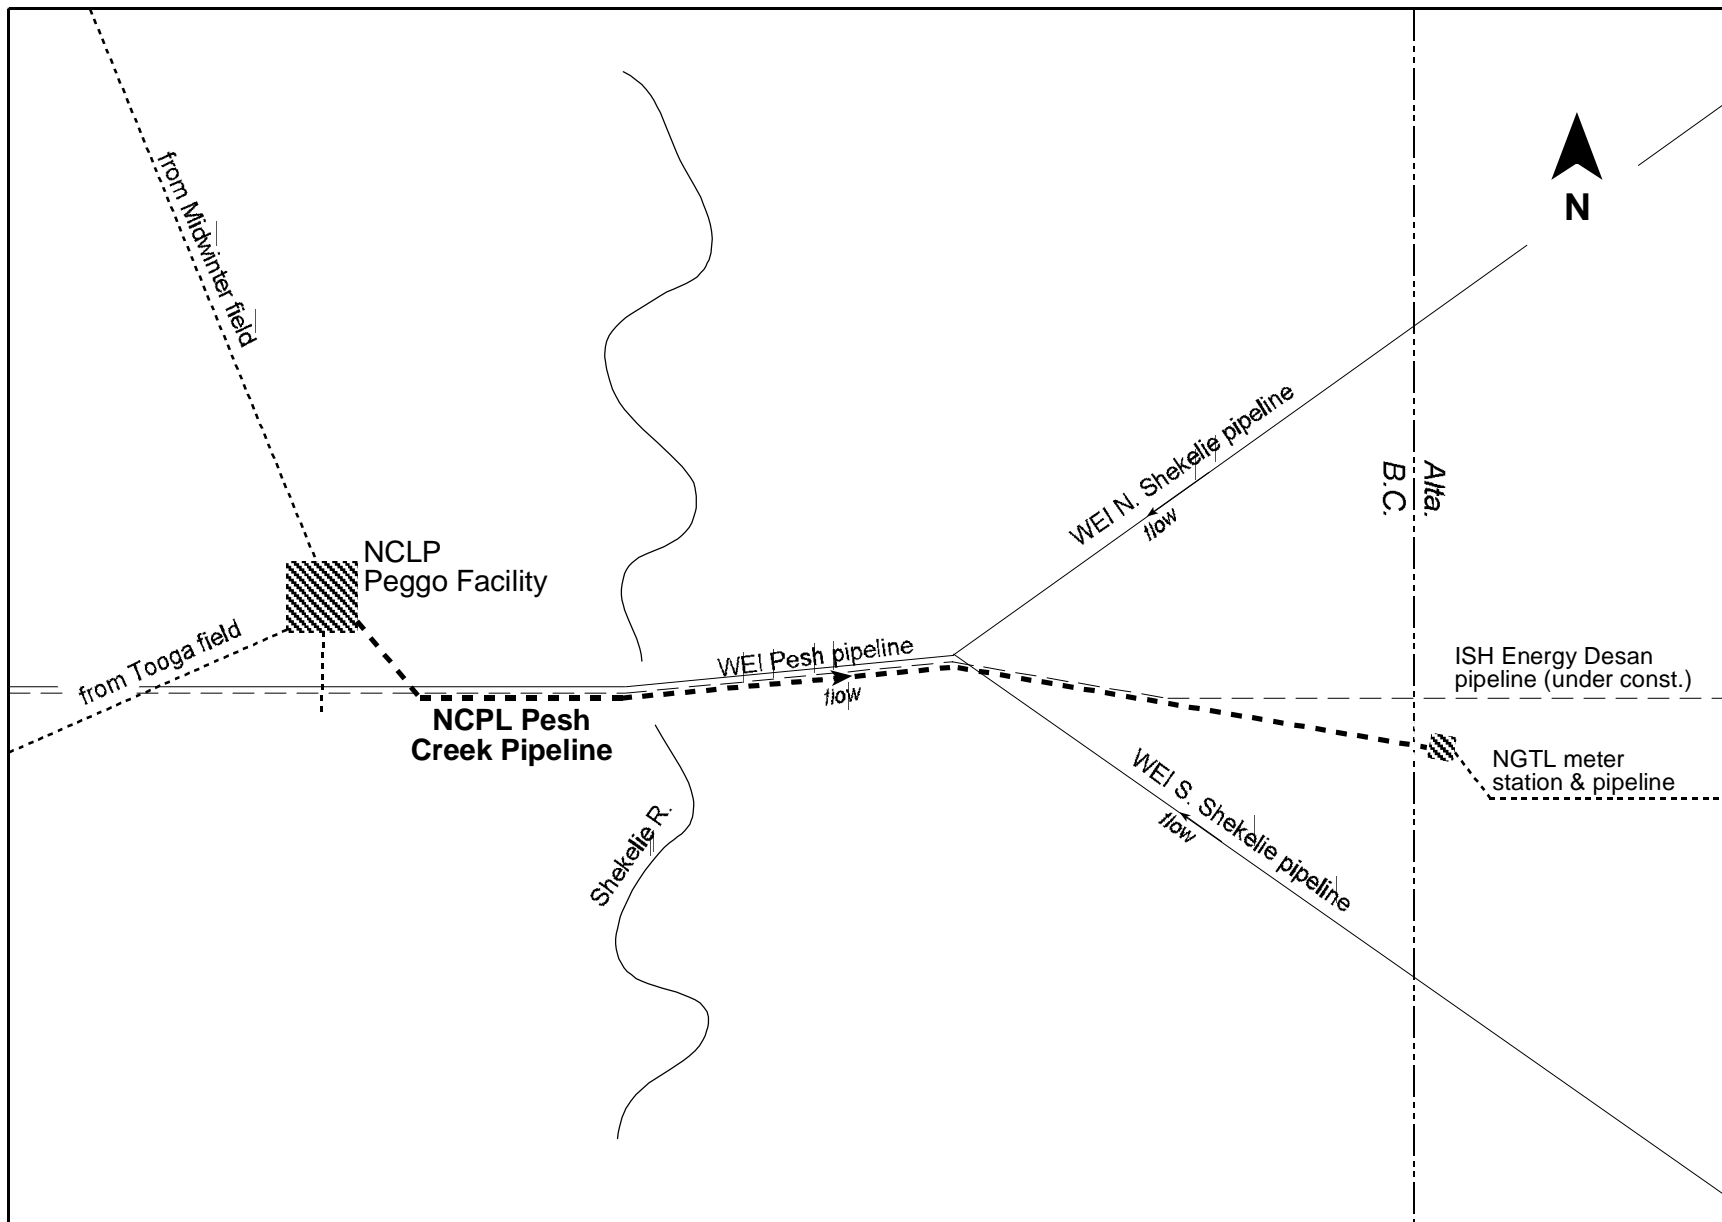 from Midwinter field
N
WEI N. Shekelie pipeline
flow
Alta.
B.C.
NCLP
Peggo Facility
from Tooga field
WEI Pesh pipeline
flow
ISH Energy Desan
pipeline (under const.)
NCPL Pesh
Creek Pipeline
NGTL meter
station & pipeline
WEI S. Shekelie pipeline
flow
Shekelie R.